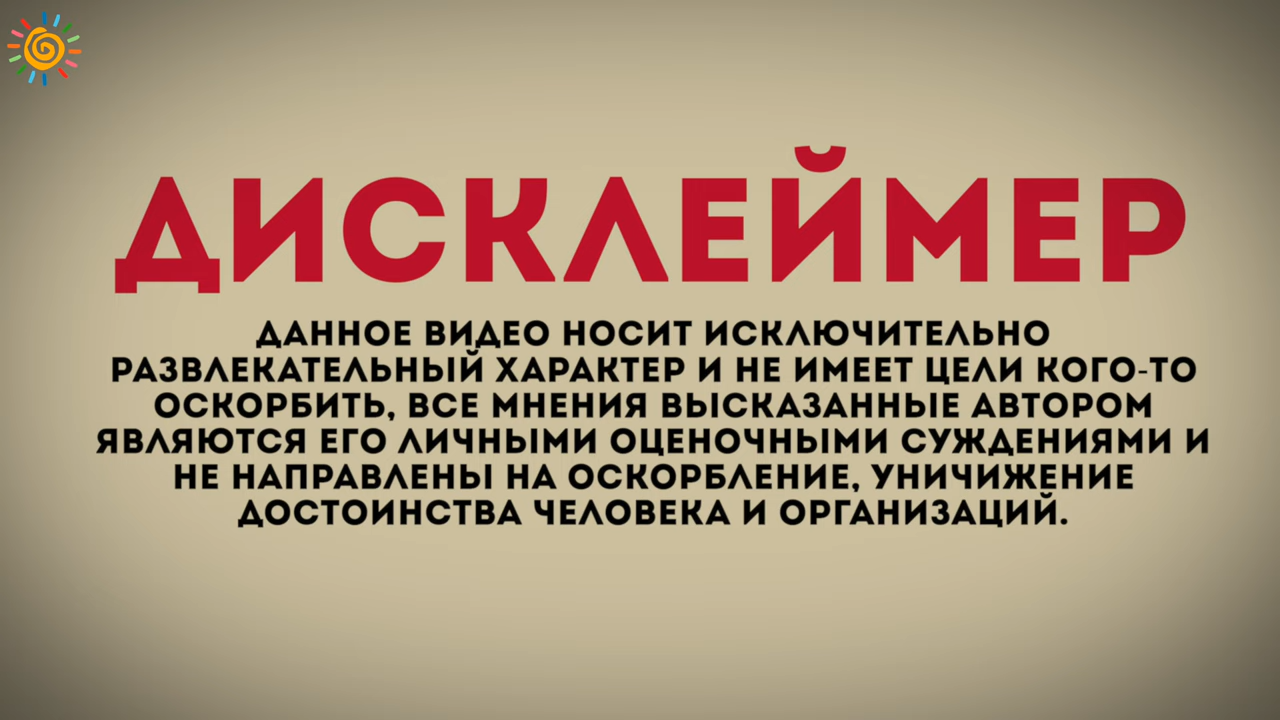 ДИСКЛЕЙМЕР
ДАННОЕ ВИДЕО НОСИТ ИСКЛЮЧИТЕЛЬНО
РАЗВЛЕКАТЕЛЬНЫЙ ХАРАКТЕР И НЕ ИМЕЕТ ЦЕЛИ КОГО-ТО
ОСКОРБИТЬ, ВСЕ МНЕНИЯ ВЫСКАЗАННЫЕ АВТОРОМ
ЯВЛЯЮТСЯ ЕГО ЛИЧНЫМИ ОЦЕНОЧНЫМИ СУЖДЕНИЯМИ И
НЕ НАПРАВЛЕНЫ НА ОСКОРБЛЕНИЕ, УНИЧИЖЕНИЕ
ДОСТОИНСТВА ЧЕЛОВЕКА И ОРГАНИЗАЦИЙ.